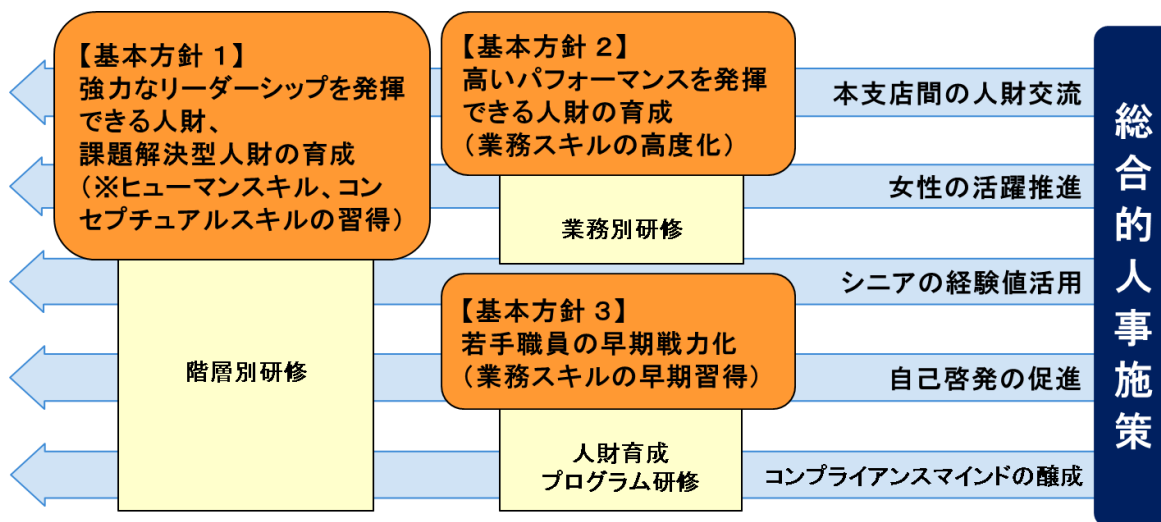 【基本方針１】
強力なリーダーシップを発揮
できる人財、
課題解決型人財の育成
（※ヒューマンスキル、コン
セプチュアルスキルの習得）
階層別研修
【基本方針２】
高いパフォーマンスを発揮
できる人財の育成
（業務スキルの高度化）
業務別研修
【基本方針３】
若手職員の早期戦力化
（業務スキルの早期習得）
人財育成
プログラム研修
本支店間の人財交流
女性の活躍推進
シニアの経験値活用
自己啓発の促進
コンプライアンスマインドの醸成
総合的人事施策